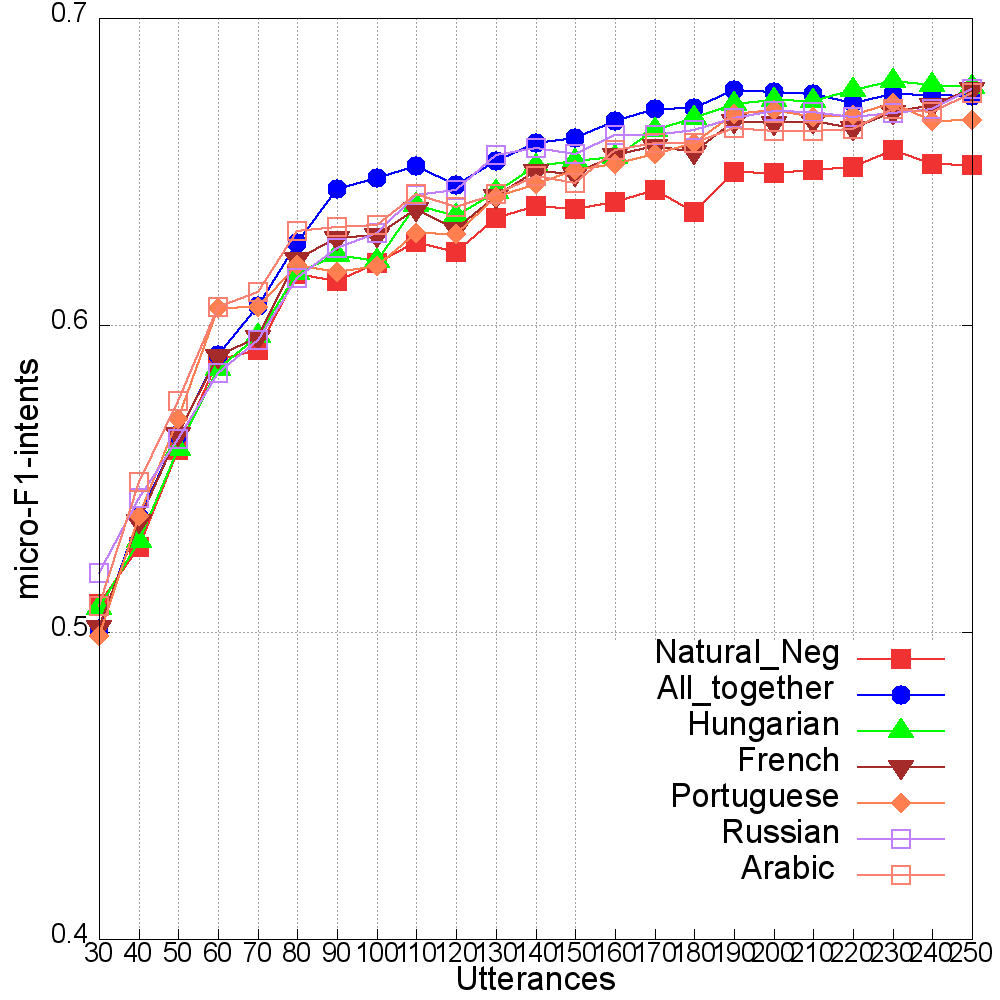 0.7
0.6
0.5
0.4
micro-F1-intents
Natural_Neg
All_together
Hungarian
French
Portuguese
Russian
Arabic
30 40 50 60 70 80 90 100 110 120 130 140 150 160 170 180 190 200 210 220 230 240 250
Utterances